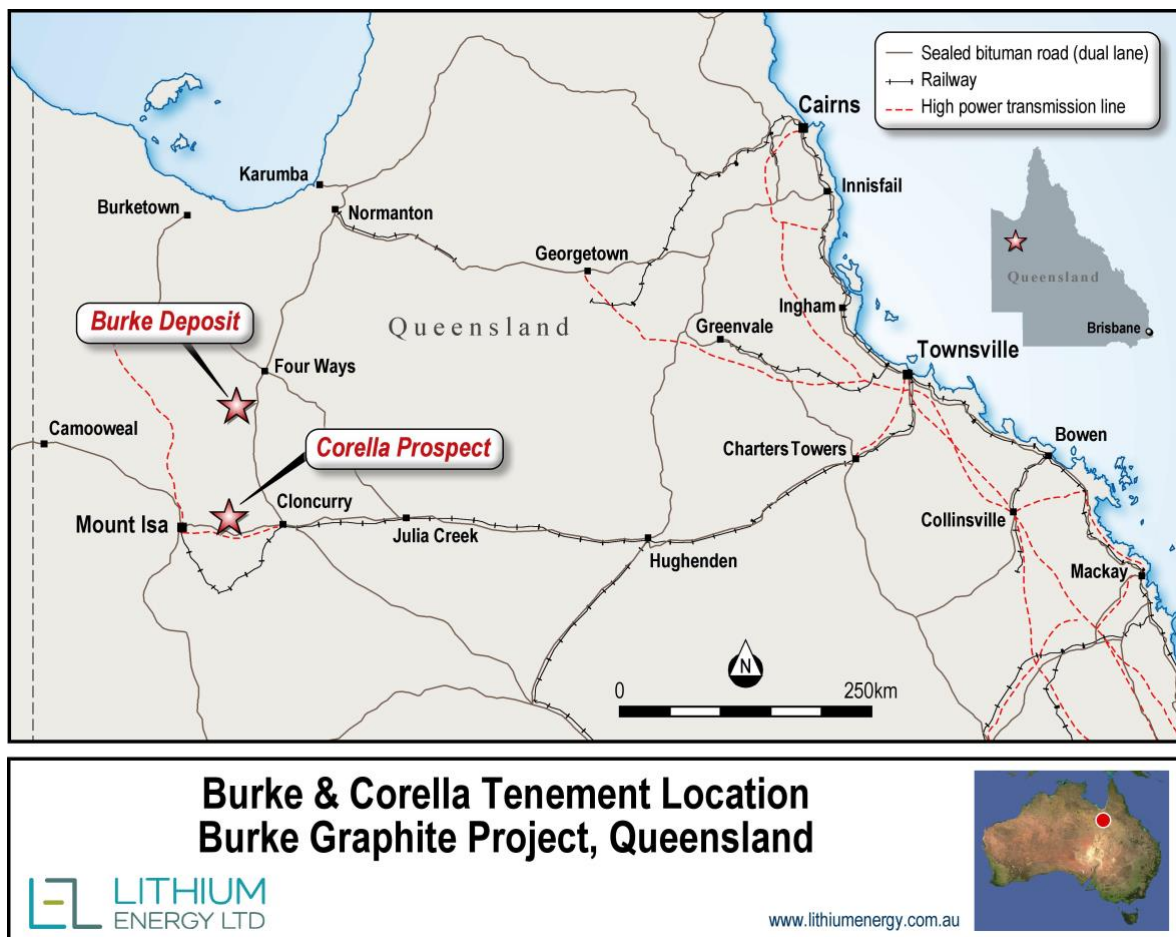 Sealed bituman road (dual lane)
Railway
High power transmission line
Cairns
Karumba
Innisfail
Burketown
Normanton
Georgetown
Queensland
Burke Deposit
Queensland
Ingham
Greenvale
Brisbane
Townsville
Four Ways
Camooweal
Corella Prospect
Charters Towers
Bowen
Mount Isa
Cloncurry
Julia Creek
Collinsville
Hughenden
Mackay
N
0 250km
Burke & Corella Tenement Location
Burke Graphite Project, Queensland
LITHIUM
ENERGY LTD
www.lithiumenergy.com.au